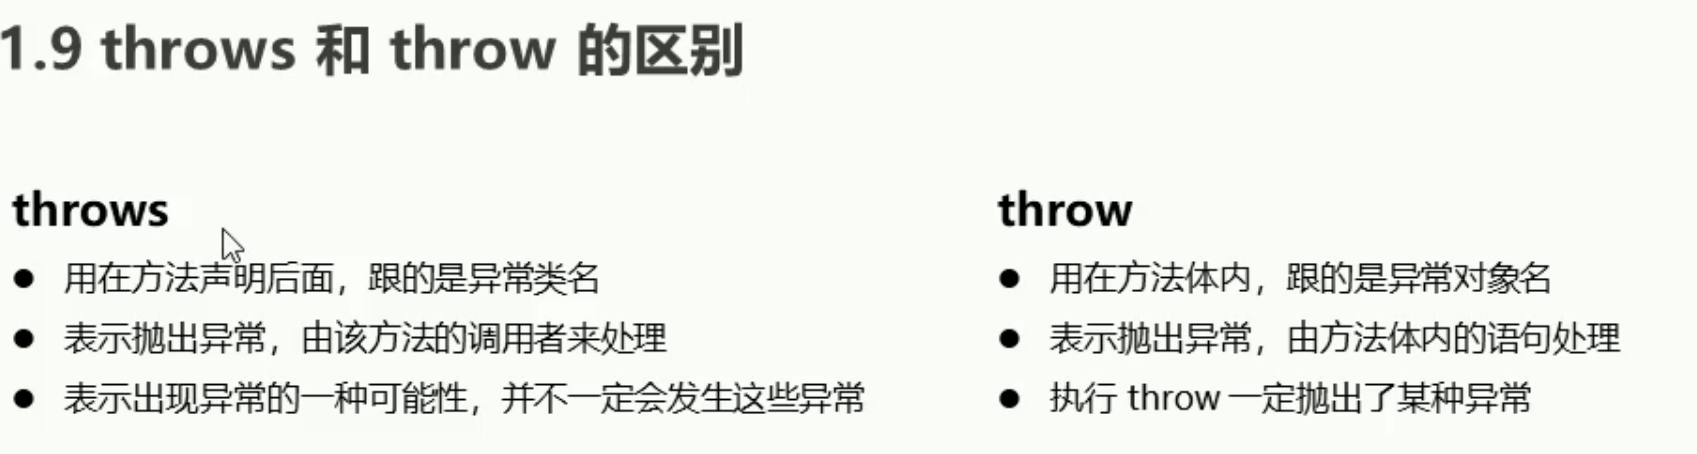 1.9 throws 和 throw 的区别
throws
● 用在方法声明后面，跟的是异常类名
● 表示抛出异常，由该方法的调用者来处理
● 表示出现异常的一种可能性，并不一定会发生这些异常
throw
● 用在方法体内，跟的是异常对象名
● 表示抛出异常，由方法体内的语句处理
● 执行 throw 一定抛出了某种异常